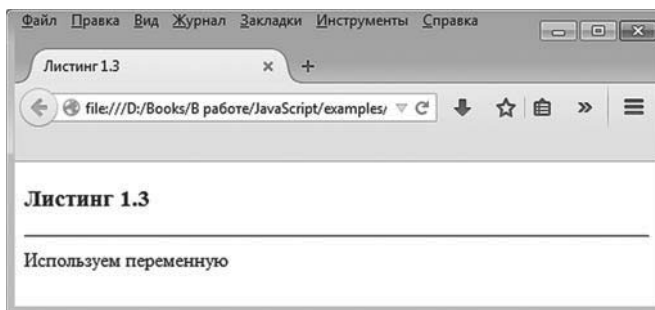 Файл Правка Вид Журнал Закладки Инструменты Справка
Листинг 1.3
file:///D:/Books/В работе/JavaScript/examples/
Листинг 1.3
Используем переменную